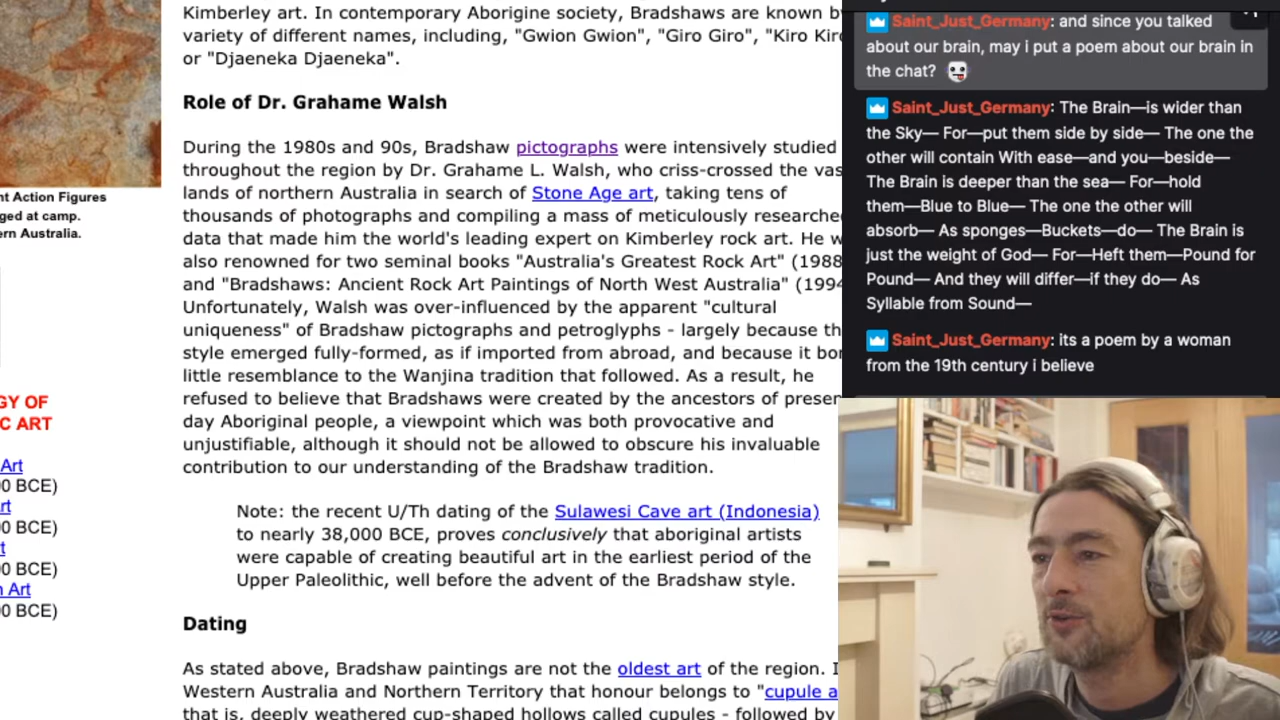 Kimberley art. In contemporary Aborigine society, Bradshaws are known
variety of different names, including, "Gwion Gwion", "Giro Giro", "Kiro
or "Djaeneka Djaeneka".
Role of Dr. Grahame Walsh
During the 1980s and 90s, Bradshaw pictographs were intensively studied
throughout the region by Dr. Grahame L. Walsh, who criss-crossed the
lands of northern Australia in search of Stone Age art, taking tens of
thousands of photographs and compiling a mass of meticulously
data that made him the world's leading expert on Kimberley rock art. He
also renowned for two seminal books "Australia's Greatest Rock Art" (1988
and "Bradshaws: Ancient Rock Art Paintings of North West Australia" (1994
Unfortunately, Walsh was over-influenced by the apparent "cultural
uniqueness" of Bradshaw pictographs and petroglyphs - largely because
style emerged fully-formed, as if imported from abroad, and because it
little resemblance to the Wanjina tradition that followed. As a result, he
refused to believe that Bradshaws were created by the ancestors of
day Aboriginal people, a viewpoint which was both provocative and
unjustifiable, although it should not be allowed to obscure his invaluable
contribution to our understanding of the Bradshaw tradition.
Note: the recent U/Th dating of the Sulawesi Cave art (Indonesia)
to nearly 38,000 BCE, proves conclusively that aboriginal artists
were capable of creating beautiful art in the earliest period of the
Upper Paleolithic, well before the advent of the Bradshaw style.
Dating
As stated above, Bradshaw paintings are not the oldest art of the region.
Western Australia and Northern Territory that honour belongs to "cupule
that is, deeply weathered cup-shaped hollows called cupules - followed by
nt Action Figures
ged at camp.
rn Australia.
GY OF
C ART
Art
0 BCE)
rt
0 BCE)
t
0 BCE)
n Art
0 BCE)
Saint_Just_Germany: and since you talked
about our brain, may i put a poem about our brain in
the chat?
Saint_Just_Germany: The Brain—is wider than
the Sky— For—put them side by side— The one the
other will contain With ease—and you—beside—
The Brain is deeper than the sea— For—hold
them—Blue to Blue— The one the other will
absorb— As sponges—Buckets—do— The Brain is
just the weight of God— For—Heft them—Pound for
Pound— And they will differ—if they do— As
Syllable from Sound—
Saint_Just_Germany: its a poem by a woman
from the 19th century i believe